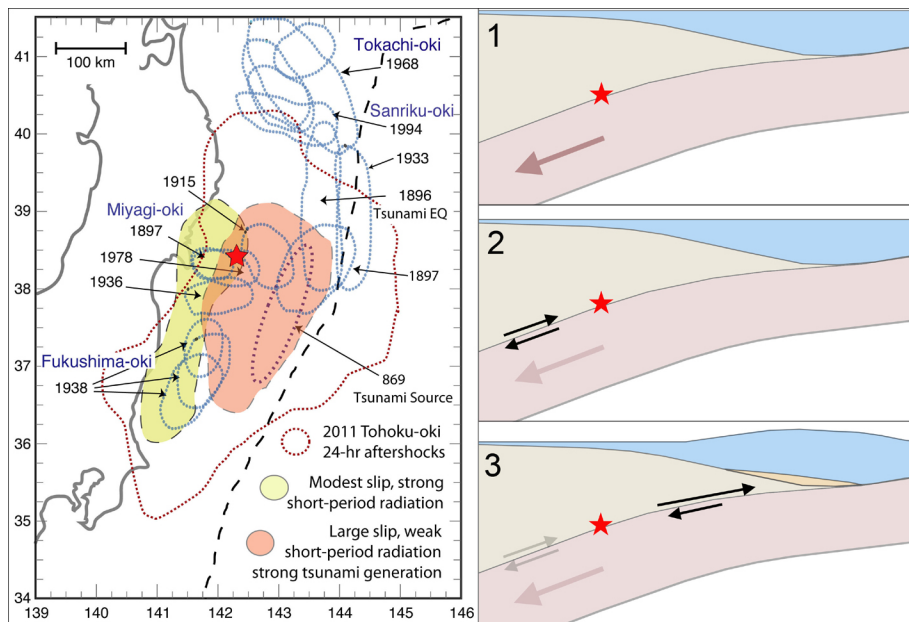 41
40
39
38
37
36
35
34
139
140
141
142
143
144
145
146
100 km
Tokachi-oki
1968
Sanriku-oki
1994
1933
1915
1896
Tsunami EQ
Miyagi-oki
1897
1978
1897
1936
Fukushima-oki
1938
869
Tsunami Source
2011 Tohoku-oki
24-hr aftershocks
Modest slip, strong
short-period radiation
Large slip, weak
short-period radiation
strong tsunami generation
1
2
3